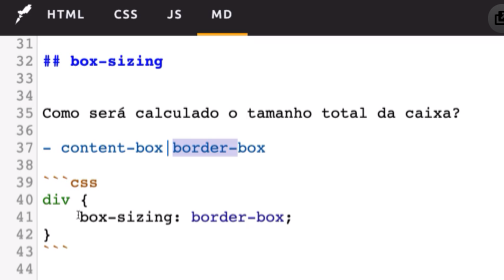 HTML CSS JS MD
31
32 ## box-sizing
33
34
35 Como será calculado o tamanho total da caixa?
36
37 - content-box|border-box
38
39 ```css
40 div {
41 box-sizing: border-box;
42 }
43 ```
44